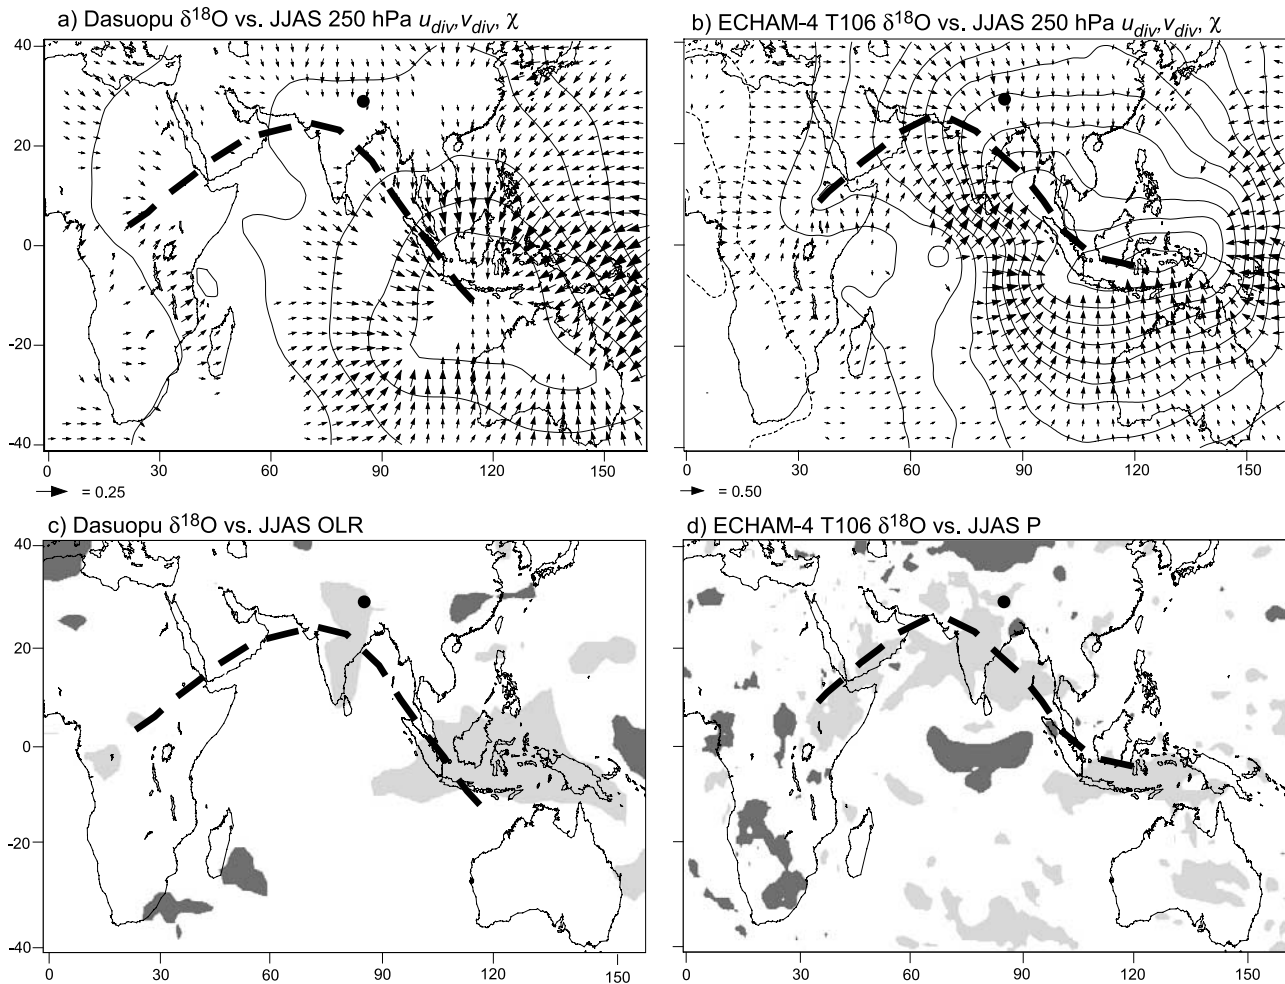 a) Dasuopu δ18O vs. JJAS 250 hPa udiv,vdiv, χ
b) ECHAM-4 T106 δ18O vs. JJAS 250 hPa udiv,vdiv, χ
40
20
0
-20
-40
0 30 60 90 120 150
0 30 60 90 120 150
= 0.25
= 0.50
c) Dasuopu δ18O vs. JJAS OLR
d) ECHAM-4 T106 δ18O vs. JJAS P
40
20
0
-20
-40
0 30 60 90 120 150
0 30 60 90 120 150